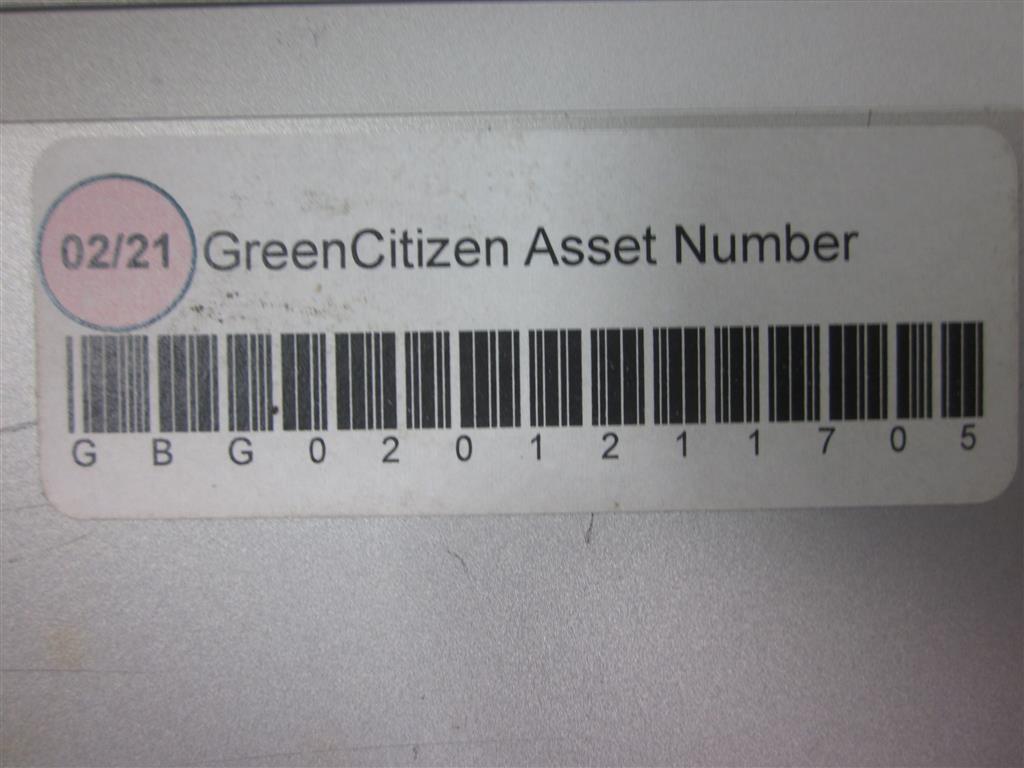 02/21 GreenCitizen Asset Number
G B G 0 2 0 1 2 1 1 7 0 5